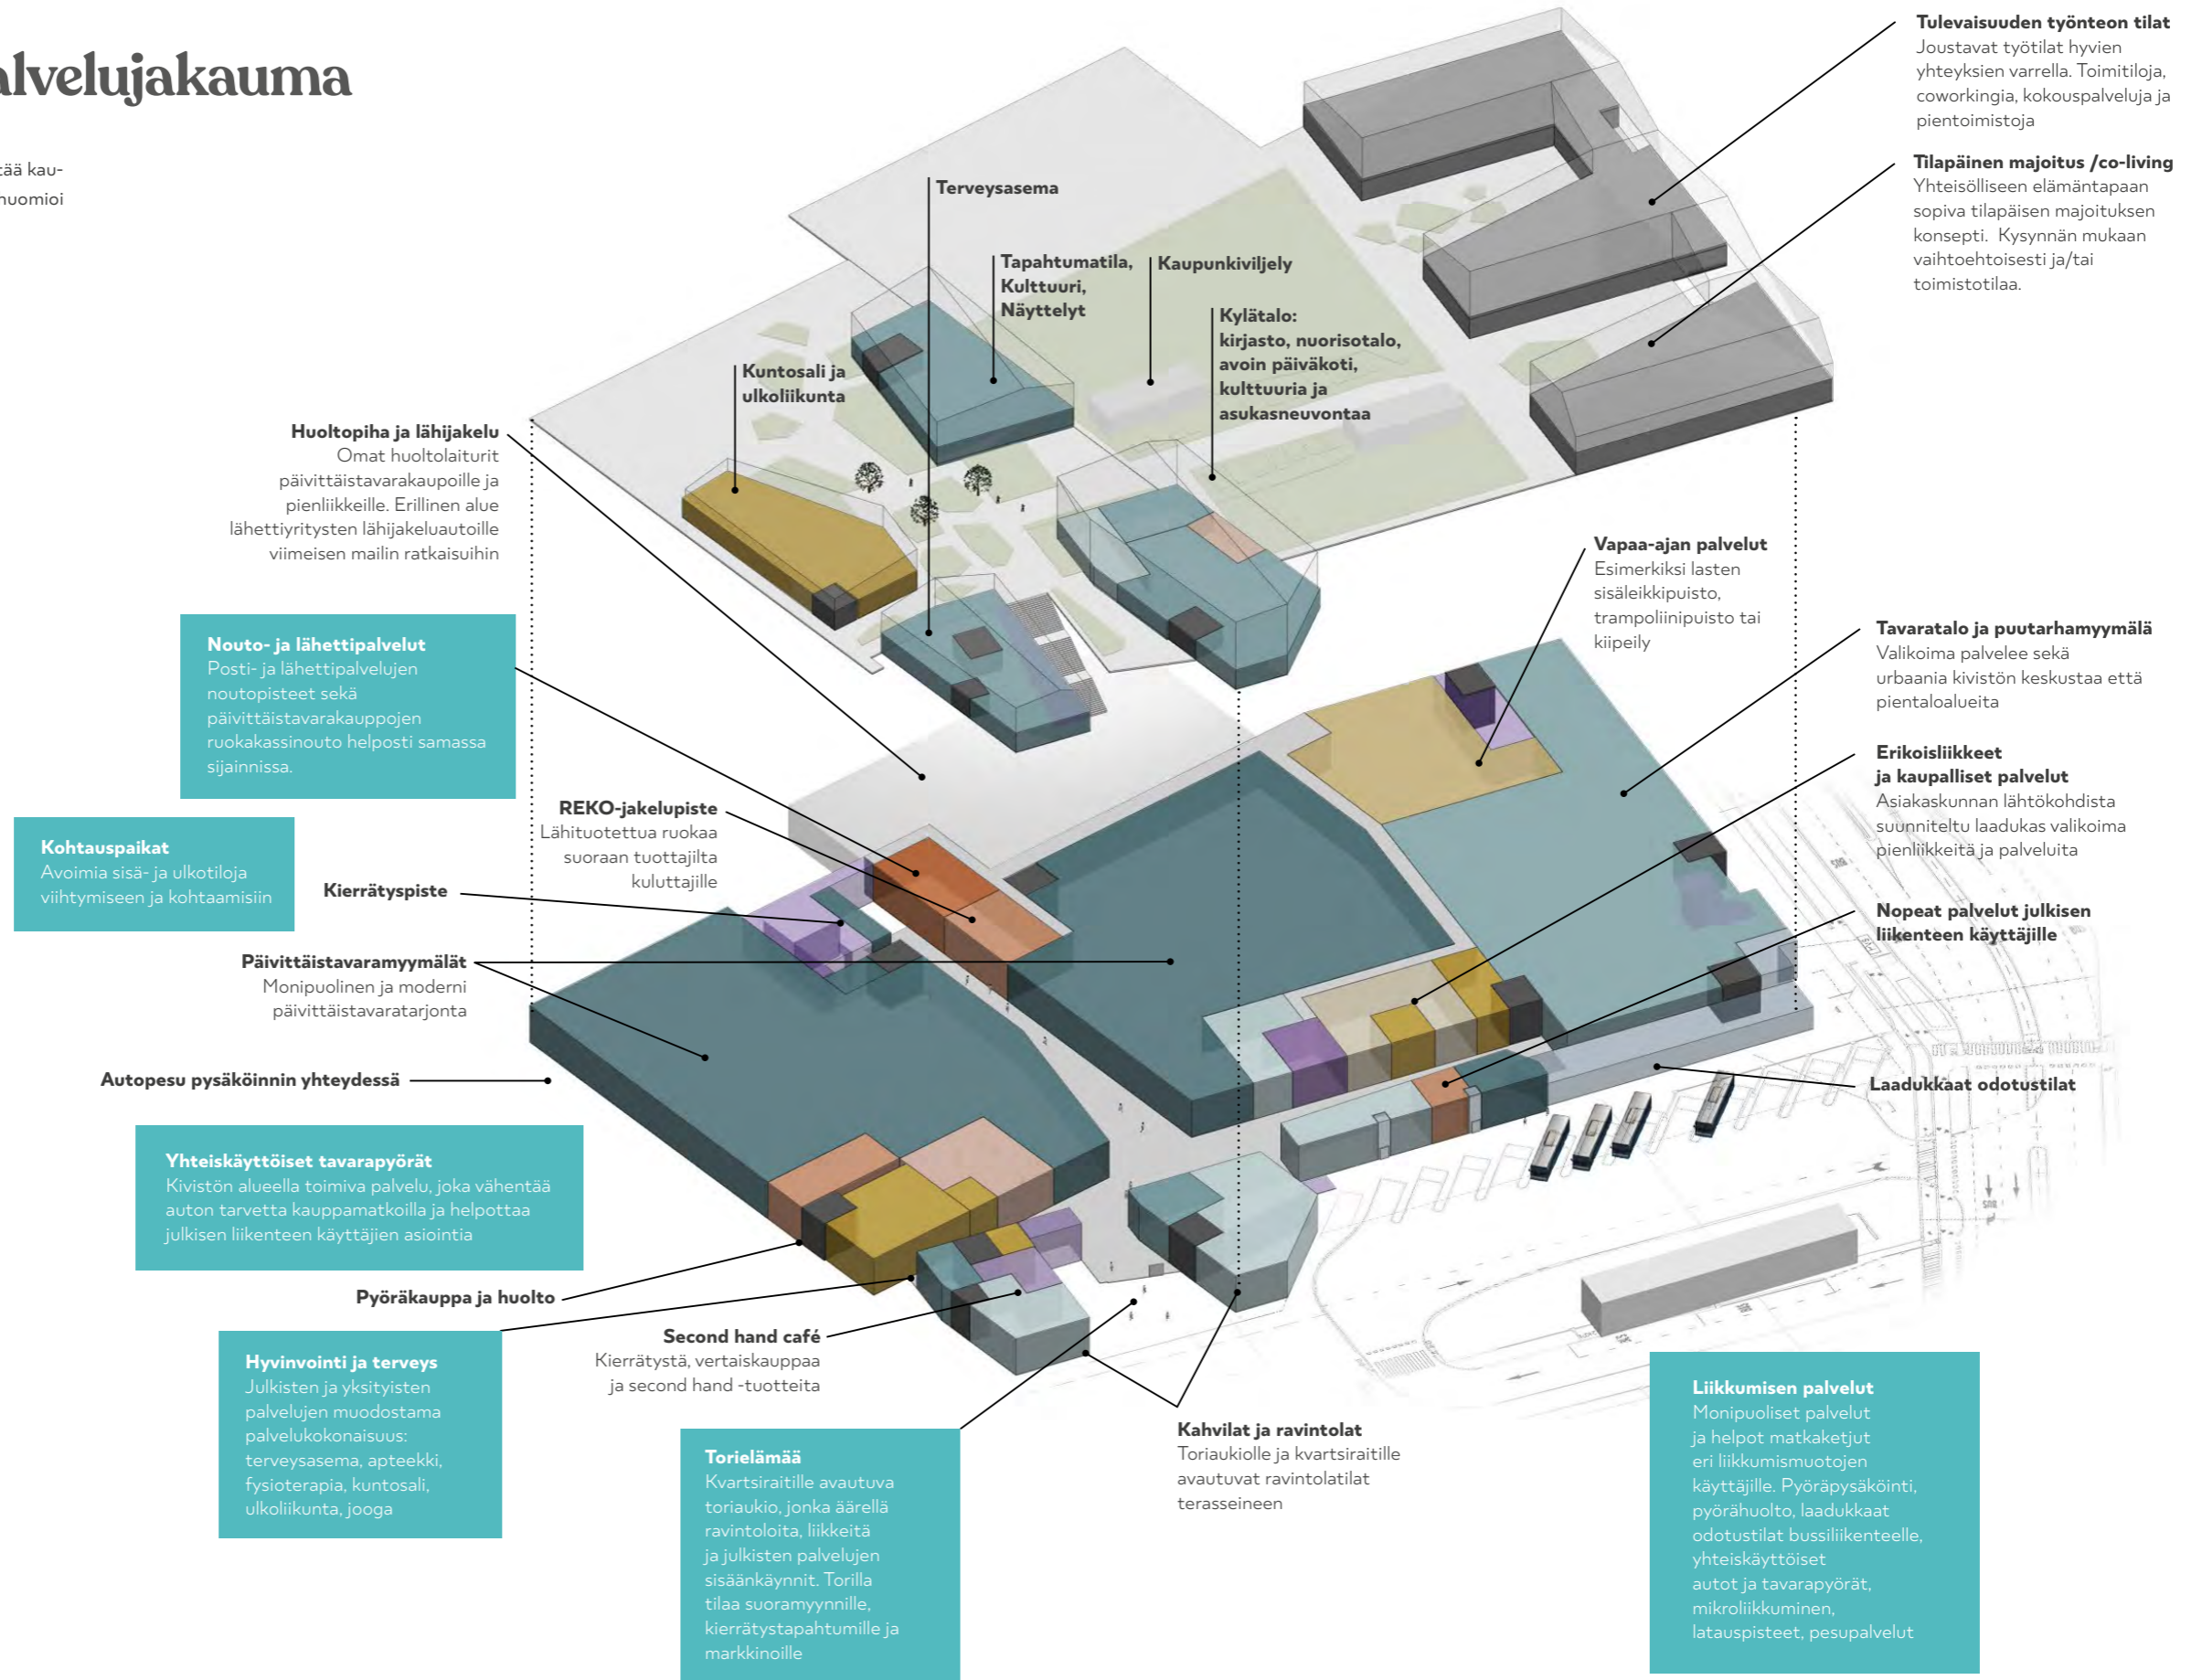 alvelujakauma
tää kau-
huomioi
Tulevaisuuden työnteon tilat
Joustavat työtilat hyvien
yhteyksien varrella. Toimitiloja,
coworkingia, kokouspalveluja ja
pientoimistoja
Tilapäinen majoitus /co-living
Yhteisölliseen elämäntapaan
sopiva tilapäisen majoituksen
konsepti. Kysynnän mukaan
vaihtoehtoisesti ja/tai
toimistotilaa.
Terveysasema
Tapahtumatila,
Kulttuuri,
Näyttelyt
Kaupunkiviljely
Kylätalo:
kirjasto, nuorisotalo,
avoin päiväkoti,
kulttuuria ja
asukasneuvontaa
Kuntosali ja
ulkoliikunta
Huoltopiha ja lähijakelu
Omat huoltolaiturit
päivittäistavarakaupoille ja
pienliikkeille. Erillinen alue
lähettiyritysten lähijakeluautoille
viimeisen mailin ratkaisuihin
Vapaa-ajan palvelut
Esimerkiksi lasten
sisäleikkipuisto,
trampoliinipuisto tai
kiipeily
Tavaratalo ja puutarhamyymälä
Valikoima palvelee sekä
urbaania kivistön keskustaa että
pientaloalueita
Nouto- ja lähettipalvelut
Posti- ja lähettipalvelujen
noutopisteet sekä
päivittäistavarakauppojen
ruokakassinouto helposti samassa
sijainnissa.
Erikoisliikkeet
ja kaupalliset palvelut
Asiakaskunnan lähtökohdista
suunniteltu laadukas valikoima
pienliikkeitä ja palveluita
REKO-jakelupiste
Lähituotettua ruokaa
suoraan tuottajilta
kuluttajille
Kohtauspaikat
Avoimia sisä- ja ulkotiloja
viihtymiseen ja kohtaamisiin
Kierrätyspiste
Nopeat palvelut julkisen
liikenteen käyttäjille
Päivittäistavaramyymälät
Monipuolinen ja moderni
päivittäistavaratarjonta
Autopesu pysäköinnin yhteydessä
Laadukkaat odotustilat
Yhteiskäyttöiset tavarapyörät
Kivistön alueella toimiva palvelu, joka vähentää
auton tarvetta kauppamatkoilla ja helpottaa
julkisen liikenteen käyttäjien asiointia
Pyöräkauppa ja huolto
Second hand café
Kierrätystä, vertaiskauppaa
ja second hand -tuotteita
Hyvinvointi ja terveys
Julkisten ja yksityisten
palvelujen muodostama
palvelukokonaisuus:
terveysasema, apteekki,
fysioterapia, kuntosali,
ulkoliikunta, jooga
Torielämää
Kvartsiraitille avautuva
toriaukio, jonka äärellä
ravintoloita, liikkeitä
ja julkisten palvelujen
sisäänkäynnit. Torilla
tilaa suoramyynnille,
kierrätystapahtumille ja
markkinoille
Kahvilat ja ravintolat
Toriaukiolle ja kvartsiraitille
avautuvat ravintolatilat
terasseineen
Liikkumisen palvelut
Monipuoliset palvelut
ja helpot matkaketjut
eri liikkumismuotojen
käyttäjille. Pyöräpysäköinti,
pyörähuolto, laadukkaat
odotustilat bussiliikenteelle,
yhteiskäyttöiset
autot ja tavarapyörät,
mikroliikkuminen,
latauspisteet, pesupalvelut